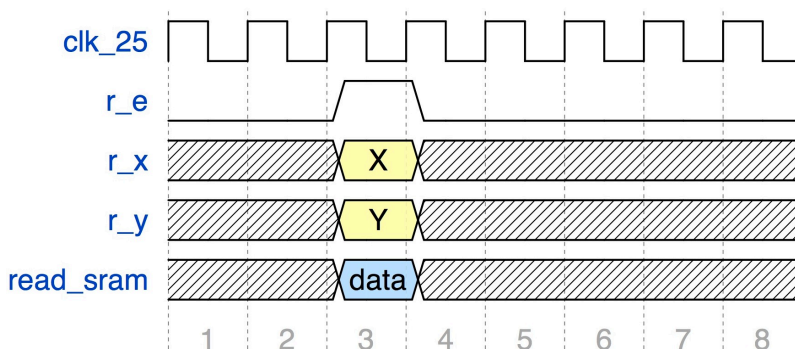 clk_25
r_e
r_x X
r_y Y
read_sram data
1 2 3 4 5 6 7 8